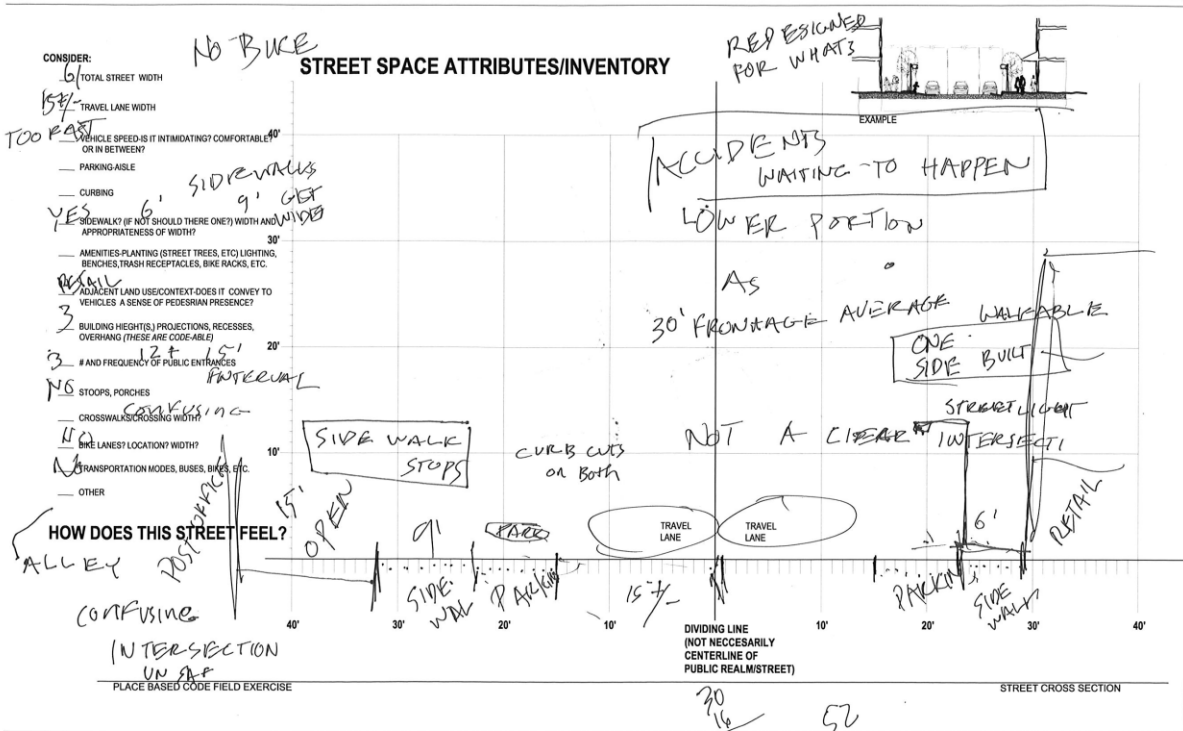 NO BIKE
REDESIGNED
FOR WHAT?
CONSIDER:
STREET SPACE ATTRIBUTES/INVENTORY
6 TOTAL STREET WIDTH
15 +/- TRAVEL LANE WIDTH
EXAMPLE
TOO FAST
VEHICLE SPEED-IS IT INTIMIDATING? COMFORTABLE?
OR IN BETWEEN?
40'
ACCIDENTS
WAITING TO HAPPEN
PARKING-AISLE
CURBING
SIDEWALKS
6' 9' GET
WIDE
YES SIDEWALK? (IF NOT SHOULD THERE ONE?) WIDTH AND
APPROPRIATENESS OF WIDTH?
LOWER PORTION
30'
AMENITIES-PLANTING (STREET TREES, ETC) LIGHTING,
BENCHES,TRASH RECEPTACLES, BIKE RACKS, ETC.
AS
RETAIL
ADJACENT LAND USE/CONTEXT-DOES IT CONVEY TO
VEHICLES A SENSE OF PEDESRIAN PRESENCE?
30' FRONTAGE AVERAGE WALKABLE
3 BUILDING HIEGHT(S,) PROJECTIONS, RECESSES,
OVERHANG (THESE ARE CODE-ABLE)
20'
ONE
SIDE BUILT
12+ 15'
3 # AND FREQUENCY OF PUBLIC ENTRANCES
INTERVAL
NO STOOPS, PORCHES
CONFUSING
CROSSWALKS/CROSSING WIDTH?
STREETLIGHT
NO BIKE LANES? LOCATION? WIDTH?
SIDE WALK
STOPS
CURB CUTS
on Both
NOT A CLEAR INTERSECTI
10'
NO TRANSPORTATION MODES, BUSES, BIKES, ETC.
OTHER
POST OFFICE
15'
OPEN
RETAIL
HOW DOES THIS STREET FEEL?
9'
PARK
TRAVEL
LANE
TRAVEL
LANE
6'
ALLEY
SIDE
WAL
PARKING
15 +/-
PARKIN
SIDE
WALK
CONFUSING
INTERSECTION
UN SAF
40' 30' 20' 10' 10' 20' 30' 40'
DIVIDING LINE
(NOT NECCESARILY
CENTERLINE OF
PUBLIC REALM/STREET)
PLACE BASED CODE FIELD EXERCISE
STREET CROSS SECTION
30
16
52